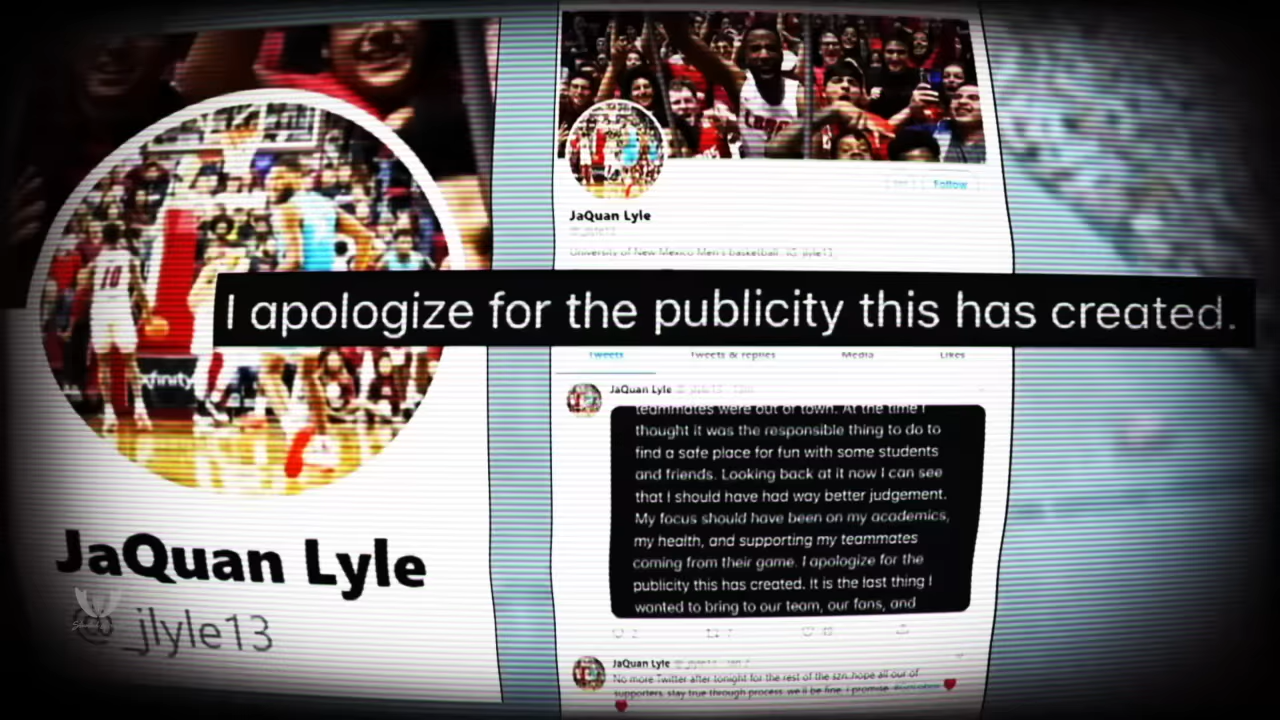 JaQuan Lyle
_jlyle13
10
xfinity
Follow
JaQuan Lyle
University of New Mexico Men's basketball IG jlyle13
I apologize for the publicity this has created.
Tweets Tweets & replies Media Likes
JaQuan Lyle
teammates were out of town. At the time I
thought it was the responsible thing to do to
find a safe place for fun with some students
and friends. Looking back at it now I can see
that I should have had way better judgement.
My focus should have been on my academics,
my health, and supporting my teammates
coming from their game. I apologize for the
publicity this has created. It is the last thing I
wanted to bring to our team, our fans, and
JaQuan Lyle
No more Twitter after tonight for the rest of the szn. hope all our of
supporters, stay true through process we'll be fine, i promise